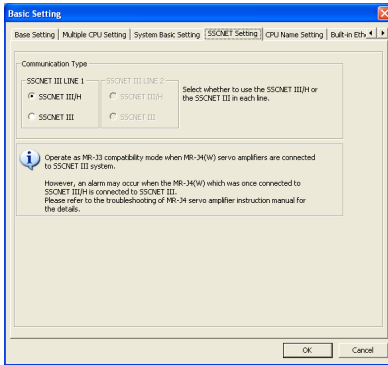 Basic Setting
Base Setting Multiple CPU Setting System Basic Setting SSCNET Setting CPU Name Setting Built-in Eth
Communication Type
SSCNET III LINE 1 SSCNET III LINE 2
SSCNET III/H SSCNET III/H Select whether to use the SSCNET III/H or
the SSCNET III in each line.
SSCNET III SSCNET III
Operate as MR-J3 compatibility mode when MR-J4(W) servo amplifiers are connected
to SSCNET III system.
However, an alarm may occur when the MR-J4(W) which was once connected to
SSCNET III/H is connected to SSCNET III.
Please refer to the troubleshooting of MR-J4 servo amplifier instruction manual for
the details.
OK Cancel